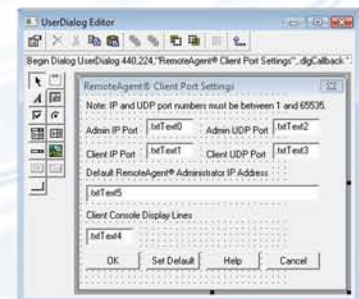 UserDialog Editor
Begin Dialog UserDialog 440,224,"RemoteAgent® Client Port Settings",.dlgCallback '
RemoteAgent® Client Port Settings
Note: IP and UDP port numbers must be between 1 and 65535.
Admin IP Port .txtText0 Admin UDP Port .txtText2
Client IP Port .txtText1 Client UDP Port .txtText3
Default RemoteAgent® Administrator IP Address
.txtText5
Client Console Display Lines
.txtText4
OK Set Default Help Cancel